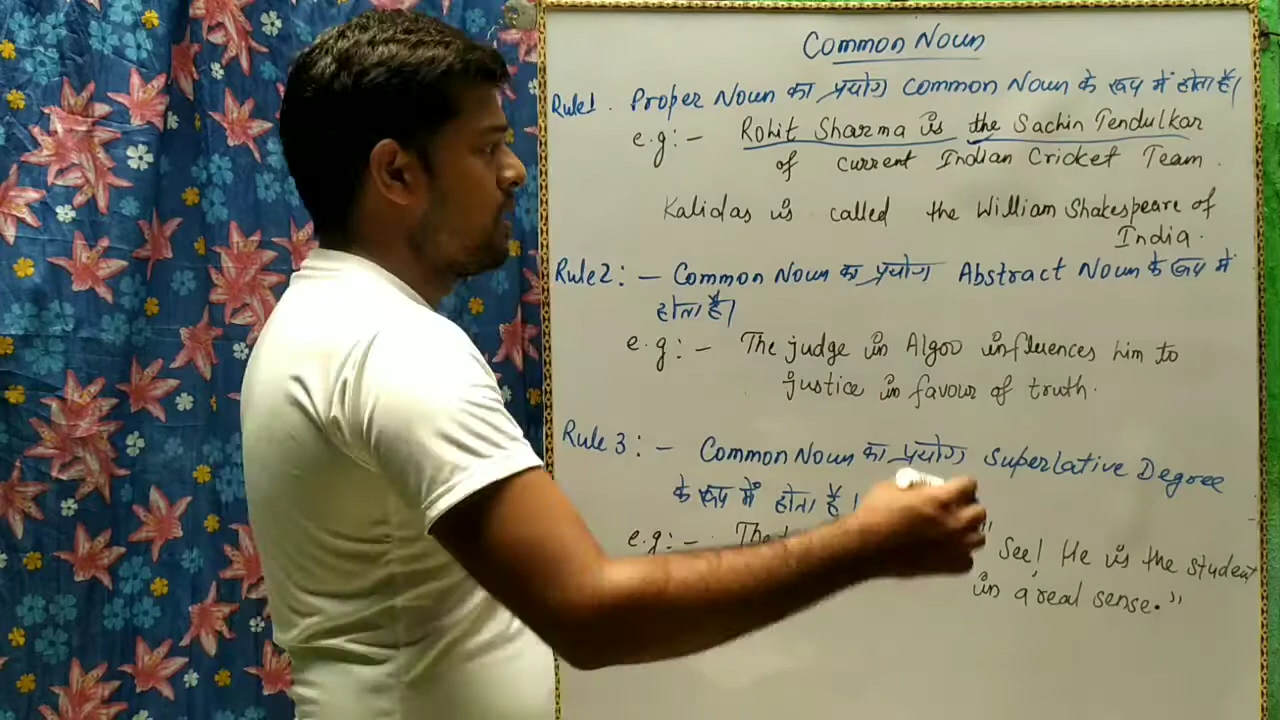 Common Noun
Rule1. Proper Noun का प्रयोग Common Noun के रूप में होता है।
e.g:- Rohit Sharma is the Sachin Tendulkar
of current Indian Cricket Team.
Kalidas is called the William Shakespeare of
India.
Rule2:- Common Noun का प्रयोग Abstract Noun के रूप में
होता है।
e.g:- The judge in Algoo influences him to
justice in favour of truth.
Rule 3:- Common Noun का प्रयोग Superlative Degree
के रूप में होता है।
e.g:- The "See! He is the student
in a real sense."